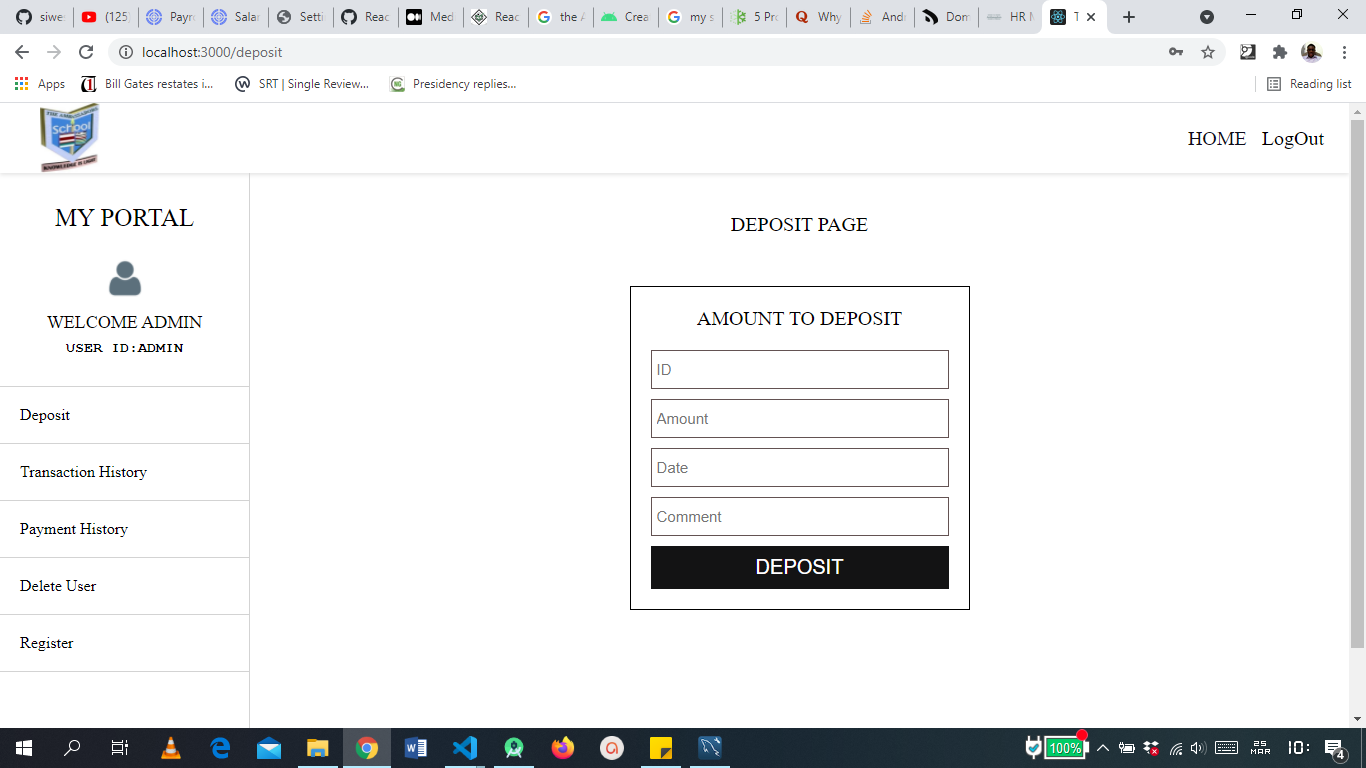 siwe
(125)
Payr
Salar
Setti
Reac
Med
Reac
the A
Crea
my s
5 Pro
Why
Andr
Dom
HR M
T
localhost:3000/deposit
Apps
Bill Gates restates i...
SRT | Single Review...
Presidency replies...
Reading list
School
KNOWLEDGE IS LIGHT
HOME LogOut
MY PORTAL
WELCOME ADMIN
USER ID:ADMIN
Deposit
Transaction History
Payment History
Delete User
Register
DEPOSIT PAGE
AMOUNT TO DEPOSIT
ID
Amount
Date
Comment
DEPOSIT
100%
25
MAR
10:
4